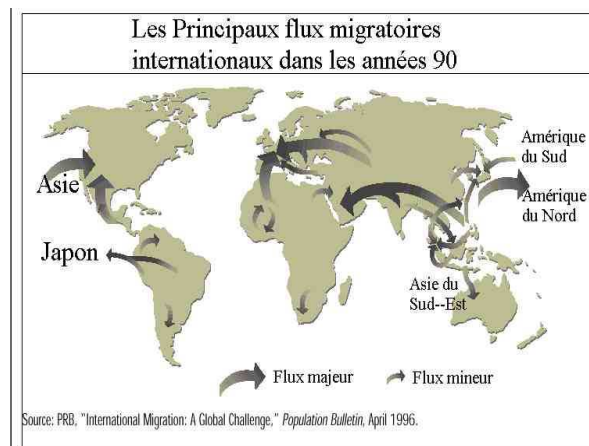 Les Principaux flux migratoires
internationaux dans les années 90
Amérique
du Sud
Asie
Amérique
du Nord
Japon
Asie du
Sud--Est
Flux majeur
Flux mineur
Source: PRB, "International Migration: A Global Challenge," Population Bulletin, April 1996.